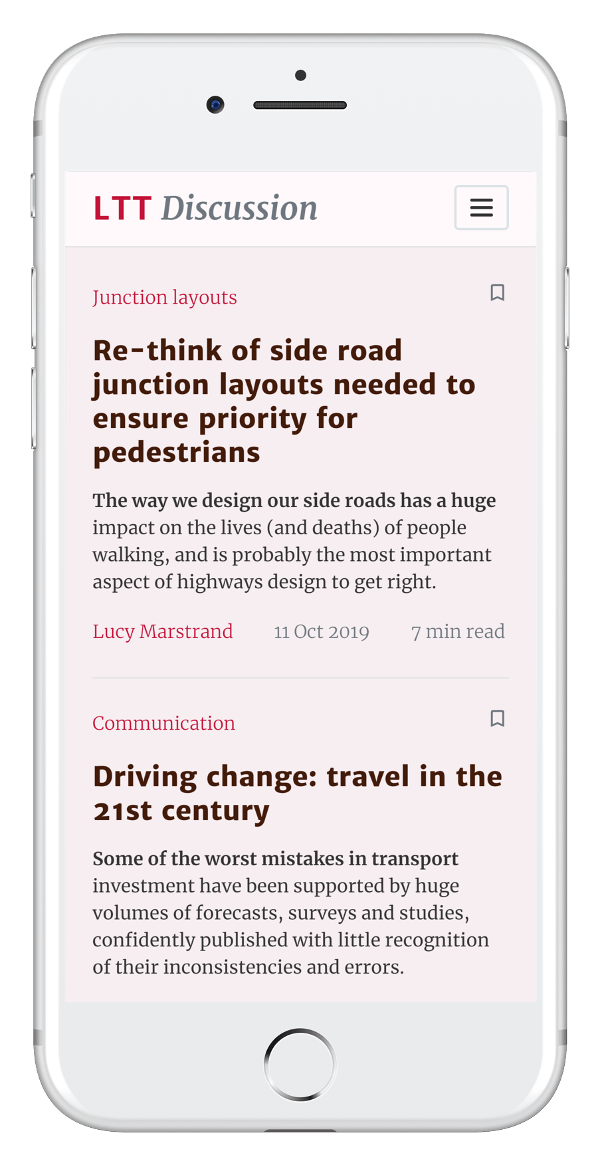 LTT Discussion
Junction layouts
Re-think of side road
junction layouts needed to
ensure priority for
pedestrians
The way we design our side roads has a huge
impact on the lives (and deaths) of people
walking, and is probably the most important
aspect of highways design to get right.
Lucy Marstrand 11 Oct 2019 7 min read
Communication
Driving change: travel in the
21st century
Some of the worst mistakes in transport
investment have been supported by huge
volumes of forecasts, surveys and studies,
confidently published with little recognition
of their inconsistencies and errors.